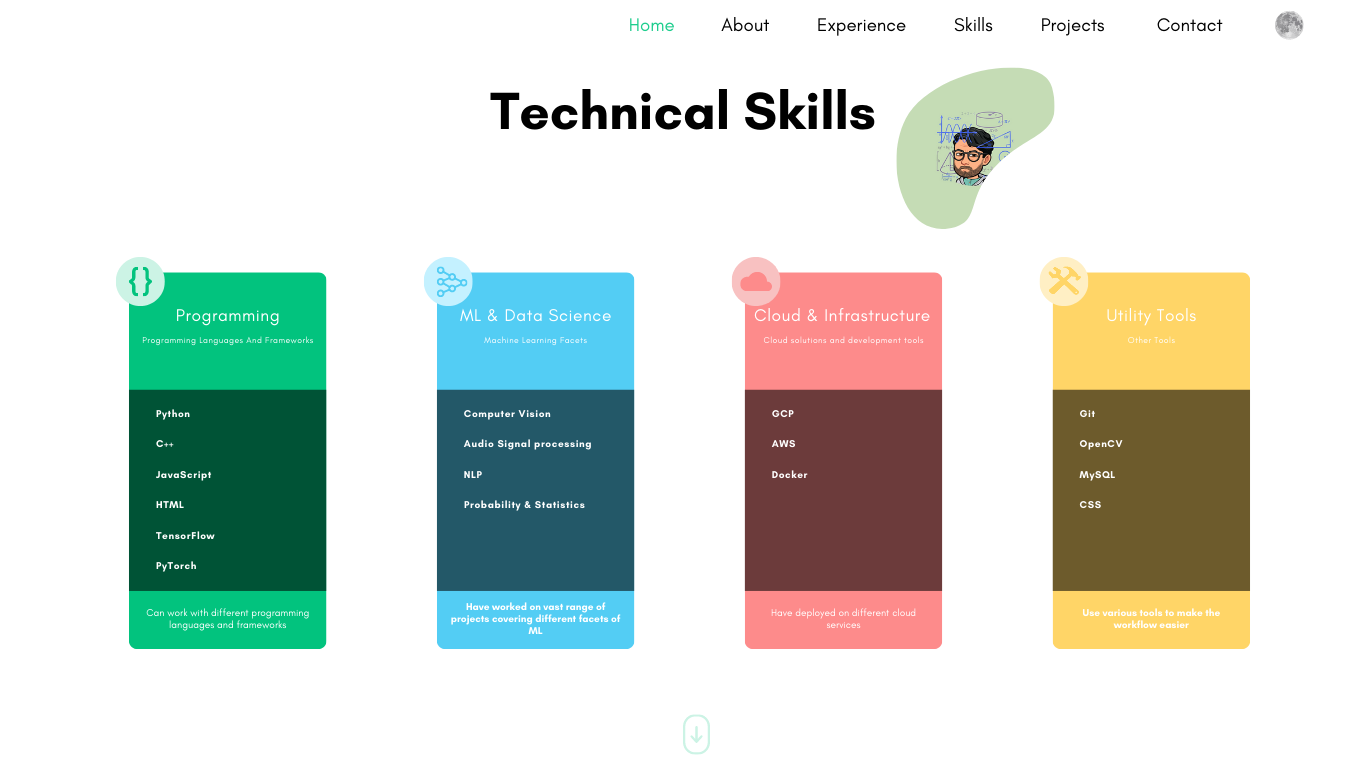 Home About Experience Skills Projects Contact
Technical Skills
Programming
Programming Languages And Frameworks
Python
C++
JavaScript
HTML
TensorFlow
PyTorch
Can work with different programming
languages and frameworks
ML & Data Science
Machine Learning Facets
Computer Vision
Audio Signal processing
NLP
Probability & Statistics
Have worked on vast range of
projects covering different facets of
ML
Cloud & Infrastructure
Cloud solutions and development tools
GCP
AWS
Docker
Have deployed on different cloud
services
Utility Tools
Other Tools
Git
OpenCV
MySQL
CSS
Use various tools to make the
workflow easier